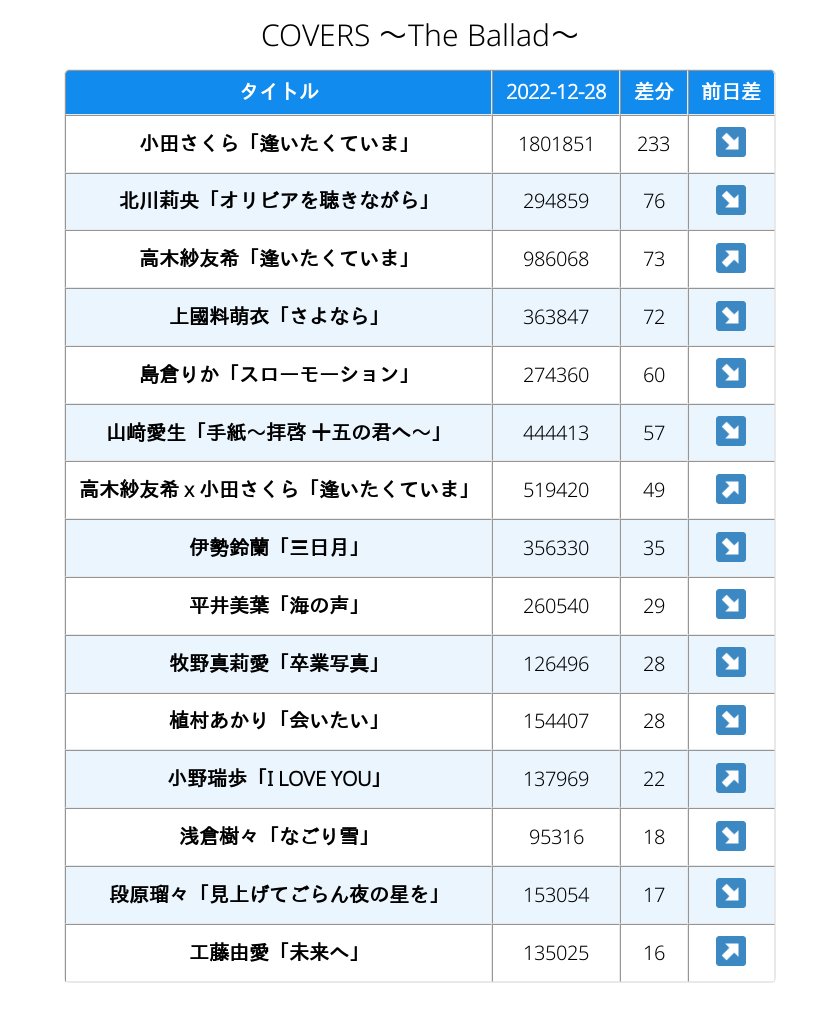 COVERS 〜The Ballad〜
タイトル 2022-12-28 差分 前日差
小田さくら「逢いたくていま」 1801851 233 ↘
北川莉央「オリビアを聴きながら」 294859 76 ↘
高木紗友希「逢いたくていま」 986068 73 ↗
上國料萌衣「さよなら」 363847 72 ↘
島倉りか「スローモーション」 274360 60 ↘
山﨑愛生「手紙〜拝啓 十五の君へ〜」 444413 57 ↘
高木紗友希 x 小田さくら「逢いたくていま」 519420 49 ↗
伊勢鈴蘭「三日月」 356330 35 ↘
平井美葉「海の声」 260540 29 ↘
牧野真莉愛「卒業写真」 126496 28 ↘
植村あかり「会いたい」 154407 28 ↘
小野瑞歩「I LOVE YOU」 137969 22 ↗
浅倉樹々「なごり雪」 95316 18 ↘
段原瑠々「見上げてごらん夜の星を」 153054 17 ↘
工藤由愛「未来へ」 135025 16 ↗